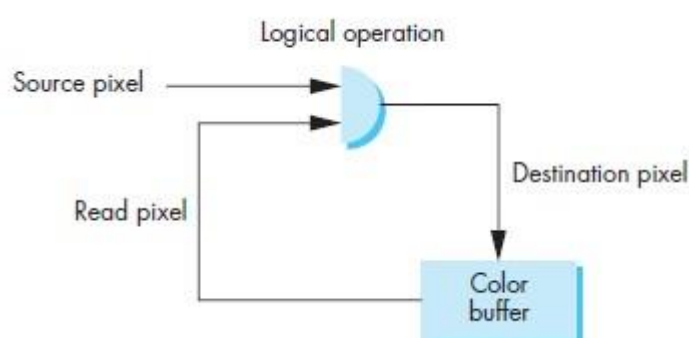 Logical operation
Source pixel
Destination pixel
Read pixel
Color
buffer